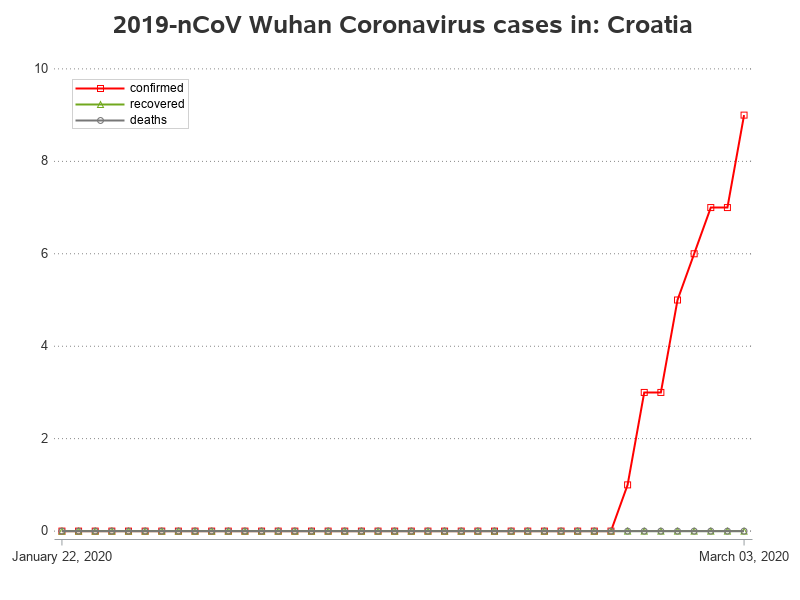 2019-nCoV Wuhan Coronavirus cases in: Croatia
10
confirmed
recovered
deaths
8
6
4
2
0
January 22, 2020
March 03, 2020